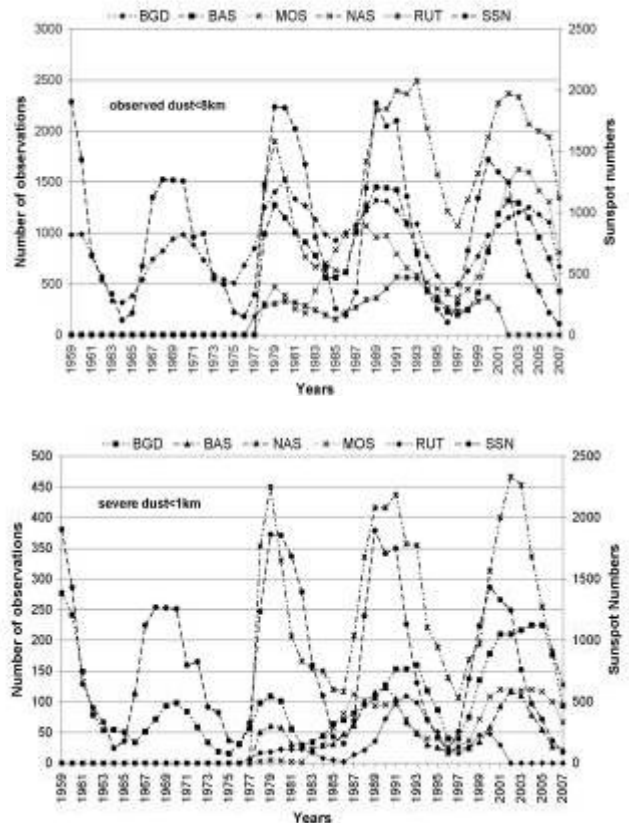 BGD BAS MOS NAS RUT SSN
3000 2500
2500 2000
2000 1500
1500 1000
1000 500
500 0
0
observed dust<8km
Number of observations
Sunspot numbers
1959 1961 1963 1965 1967 1969 1971 1973 1975 1977 1979 1981 1983 1985 1987 1989 1991 1993 1995 1997 1999 2001 2003 2005 2007
Years
BGD BAS NAS MOS RUT SSN
500 2500
450
400 2000
350
300 1500
250
200 1000
150
100 500
50
0 0
severe dust<1km
Number of observations
Sunspot Numbers
1959 1961 1963 1965 1967 1969 1971 1973 1975 1977 1979 1981 1983 1985 1987 1989 1991 1993 1995 1997 1999 2001 2003 2005 2007
Years